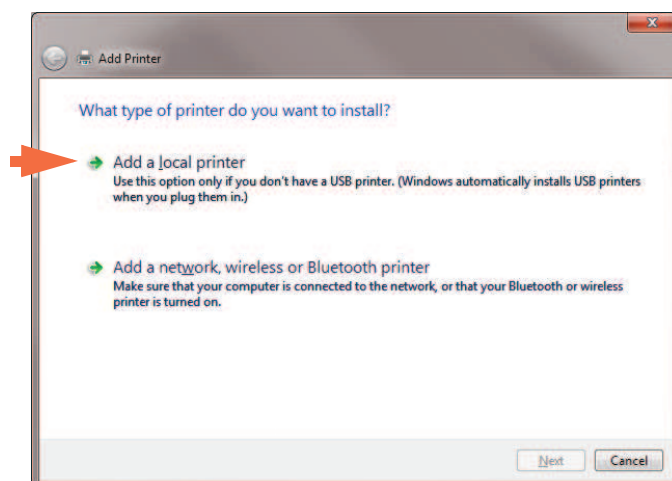 Add Printer
What type of printer do you want to install?
Add a local printer
Use this option only if you don't have a USB printer. (Windows automatically installs USB printers
when you plug them in.)
Add a network, wireless or Bluetooth printer
Make sure that your computer is connected to the network, or that your Bluetooth or wireless
printer is turned on.
Next Cancel